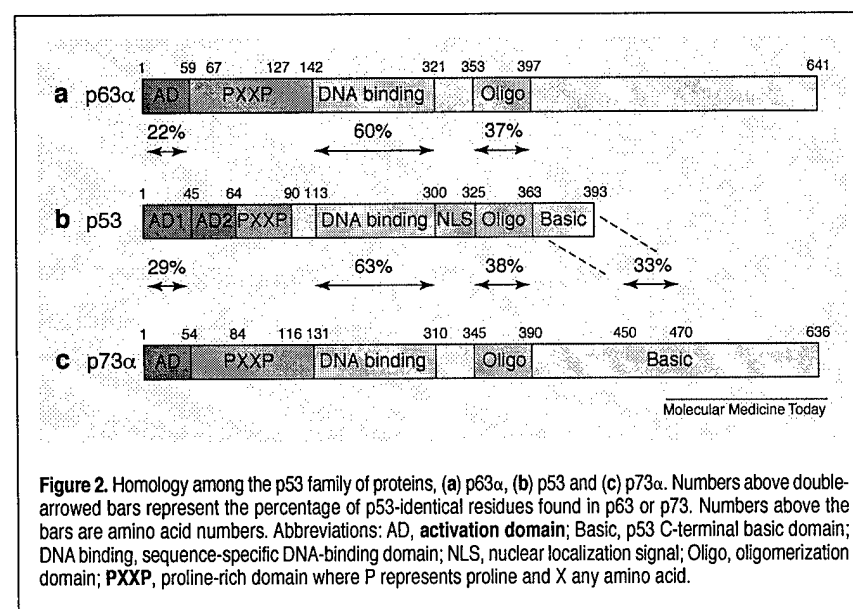 1 59 67 127 142 321 353 397 641
a p63α AD PXXP DNA binding Oligo
22% 60% 37%
1 45 64 90 113 300 325 363 393
b p53 AD1 AD2 PXXP DNA binding NLS Oligo Basic
29% 63% 38% 33%
1 54 84 116 131 310 345 390 450 470 636
c p73α AD PXXP DNA binding Oligo Basic
Molecular Medicine Today
Figure 2. Homology among the p53 family of proteins, (a) p63α, (b) p53 and (c) p73α. Numbers above double-
arrowed bars represent the percentage of p53-identical residues found in p63 or p73. Numbers above the
bars are amino acid numbers. Abbreviations: AD, activation domain; Basic, p53 C-terminal basic domain;
DNA binding, sequence-specific DNA-binding domain; NLS, nuclear localization signal; Oligo, oligomerization
domain; PXXP, proline-rich domain where P represents proline and X any amino acid.